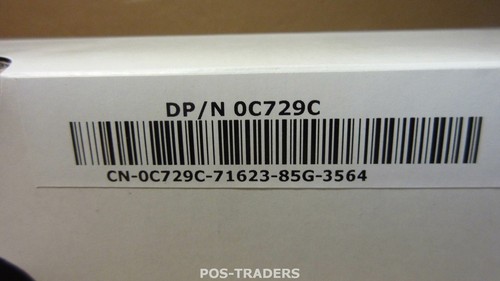 DP/N 0C729C
CN-0C729C-71623-85G-3564
POS-TRADERS